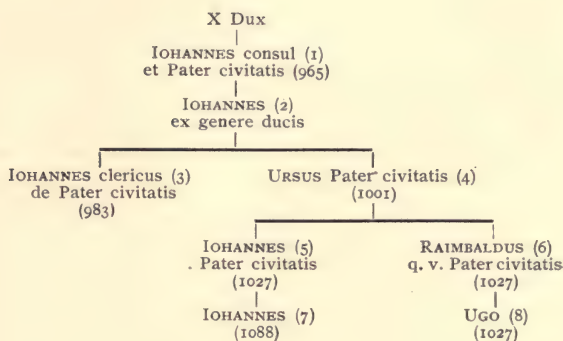 X Dux
IOHANNES consul (1)
et Pater civitatis (965)
IOHANNES (2)
ex genere ducis
IOHANNES clericus (3)
de Pater civitatis
(983)
URSUS Pater civitatis (4)
(1001)
IOHANNES (5)
. Pater civitatis
(1027)
RAIMBALDUS (6)
q. v. Pater civitatis
(1027)
IOHANNES (7)
(1088)
UGO (8)
(1027)